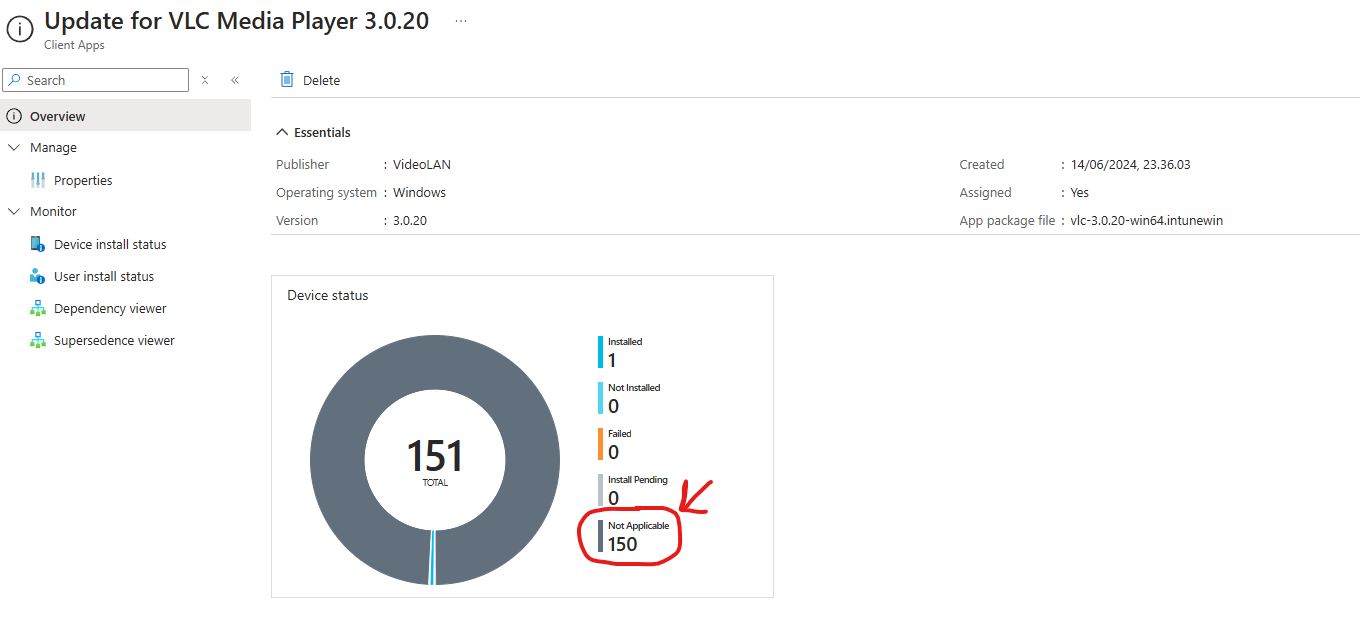 Update for VLC Media Player 3.0.20 ...
Client Apps
Search
Delete
Overview
Manage
Properties
Monitor
Device install status
User install status
Dependency viewer
Supersedence viewer
Essentials
Publisher : VideoLAN
Operating system : Windows
Version : 3.0.20
Created : 14/06/2024, 23.36.03
Assigned : Yes
App package file : vlc-3.0.20-win64.intunewin
Device status
151
TOTAL
Installed
1
Not Installed
0
Failed
0
Install Pending
0
Not Applicable
150